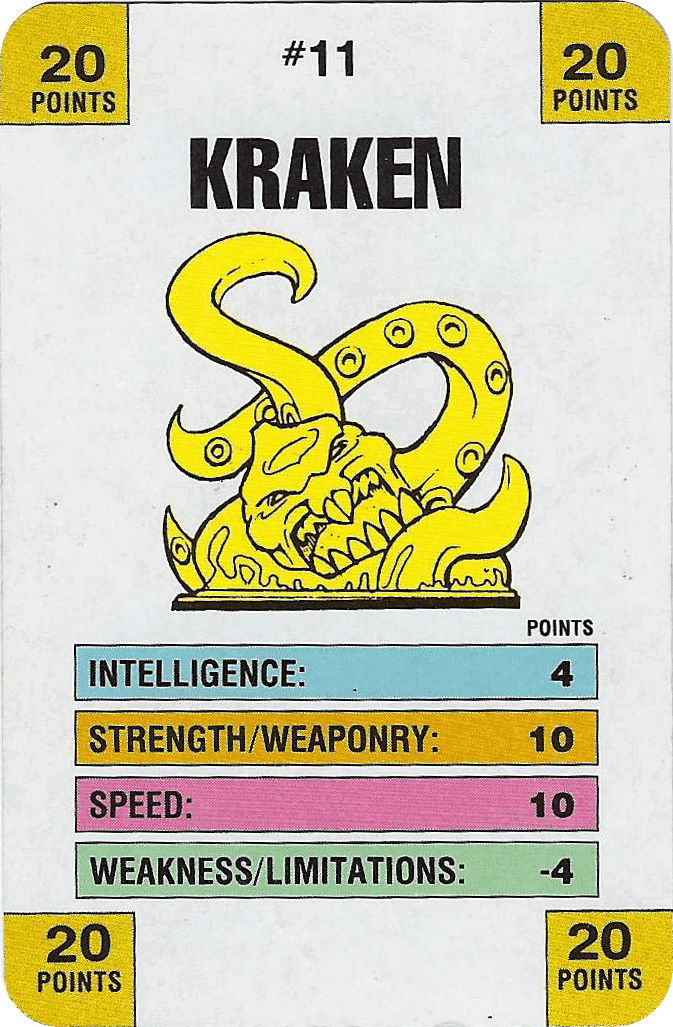 20
POINTS
#11
20
POINTS
KRAKEN
POINTS
INTELLIGENCE: 4
STRENGTH/WEAPONRY: 10
SPEED: 10
WEAKNESS/LIMITATIONS: -4
20
POINTS
20
POINTS